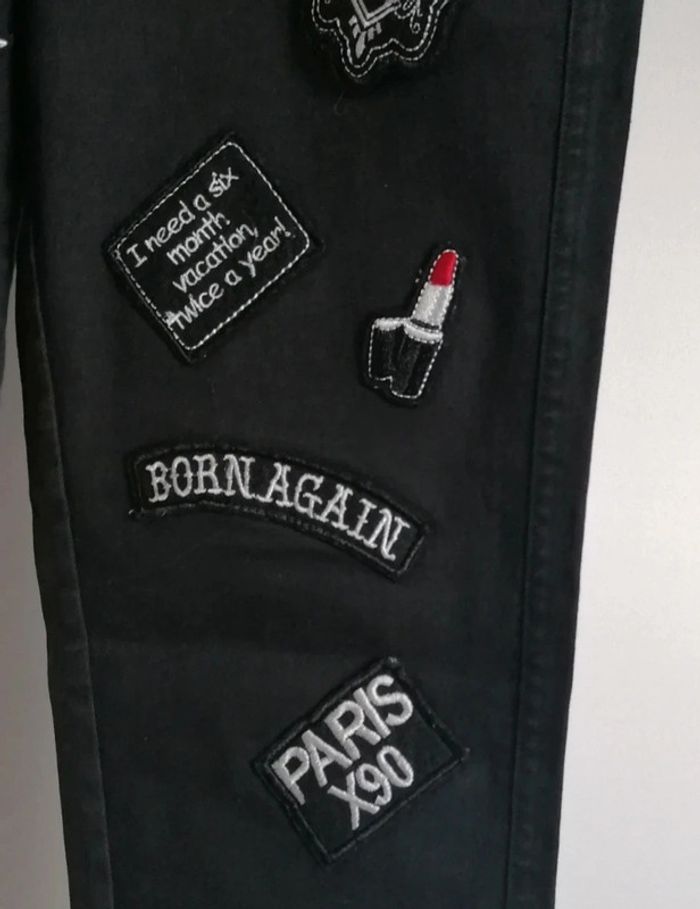 I need a six
month
vacation,
twice a year!
BORN AGAIN
PARIS
X90